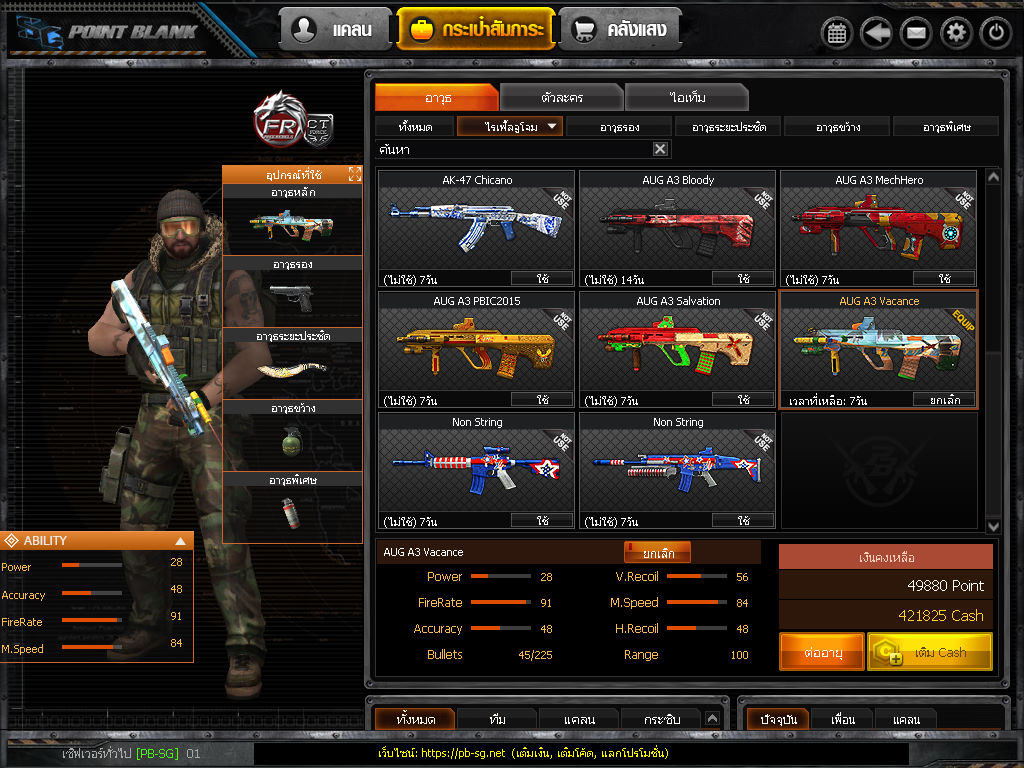 POINT BLANK
แคลน
กระเป๋าสัมภาระ
คลังแสง
FR
CT
FORCE
อาวุธ
ตัวละคร
ไอเท็ม
ทั้งหมด
ไรเฟิ้ลจู่โจม
อาวุธรอง
อาวุธระยะประชิด
อาวุธขว้าง
อาวุธพิเศษ
ค้นหา
อุปกรณ์ที่ใช้
อาวุธหลัก
อาวุธรอง
อาวุธระยะประชิด
อาวุธขว้าง
อาวุธพิเศษ
AK-47 Chicano
NOT USE
(ไม่ใช้) 7วัน
ใช้
AUG A3 Bloody
NOT USE
(ไม่ใช้) 14วัน
ใช้
AUG A3 MechHero
NOT USE
(ไม่ใช้) 7วัน
ใช้
AUG A3 PBIC2015
NOT USE
(ไม่ใช้) 7วัน
ใช้
AUG A3 Salvation
NOT USE
(ไม่ใช้) 7วัน
ใช้
AUG A3 Vacance
EQUIP
เวลาที่เหลือ: 7วัน
ยกเลิก
Non String
NOT USE
(ไม่ใช้) 7วัน
ใช้
Non String
NOT USE
(ไม่ใช้) 7วัน
ใช้
ABILITY
Power 28
Accuracy 48
FireRate 91
M.Speed 84
AUG A3 Vacance
ยกเลิก
Power 28 V.Recoil 56
FireRate 91 M.Speed 84
Accuracy 48 H.Recoil 48
Bullets 45/225 Range 100
เงินคงเหลือ
49880 Point
421825 Cash
ต่ออายุ
เติม Cash
ทั้งหมด
ทีม
แคลน
กระซิบ
ปัจจุบัน
เพื่อน
แคลน
เซิฟเวอร์ทั่วไป [PB-SG] 01
เว็บไซน์: https://pb-sg.net (เติมเงิน, เติมโค้ด, แลกโปรโมชั่น)